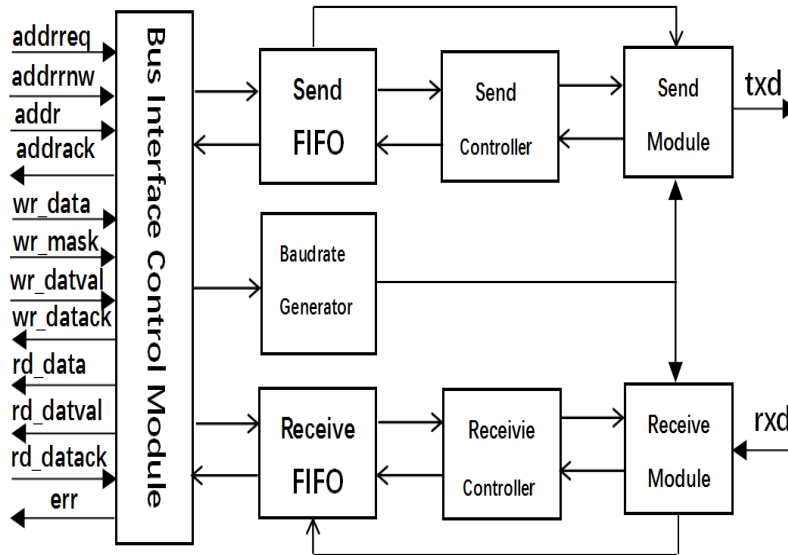 addrreq
addrrnw
addr
addrack
wr_data
wr_mask
wr_datval
wr_datack
rd_data
rd_datval
rd_datack
err
Bus Interface Control Module
Send
FIFO
Send
Controller
Send
Module
txd
Baudrate
Generator
Receive
FIFO
Receivie
Controller
Receive
Module
rxd